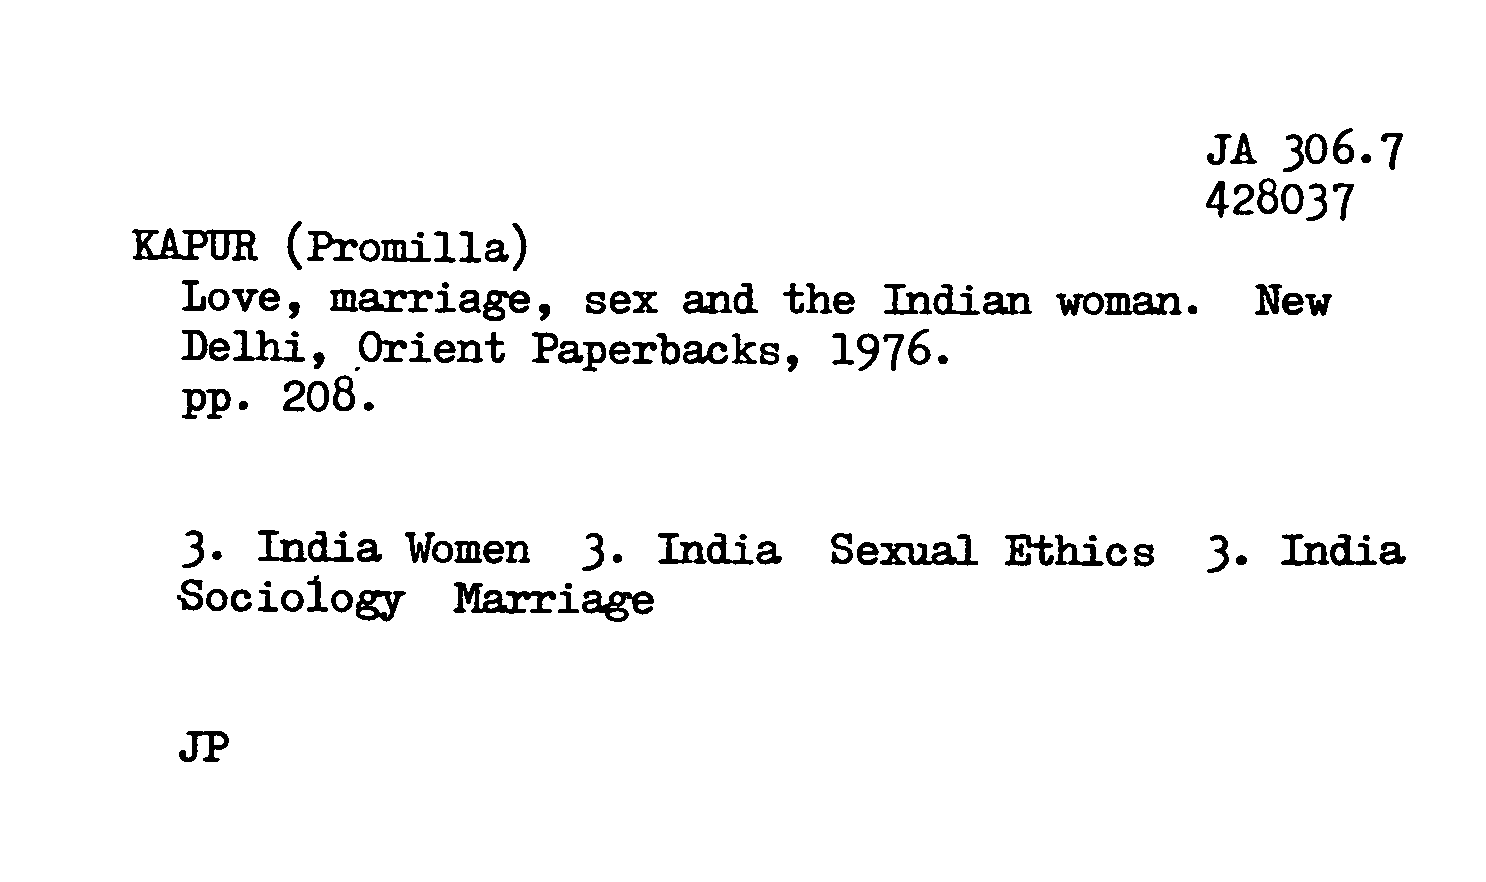 JA 306.7
428037
KAPUR (Promilla)
Love, marriage, sex and the Indian woman. New
Delhi, Orient Paperbacks, 1976.
pp. 208.
3. India Women 3. India Sexual Ethics 3. India
Sociology Marriage
JP